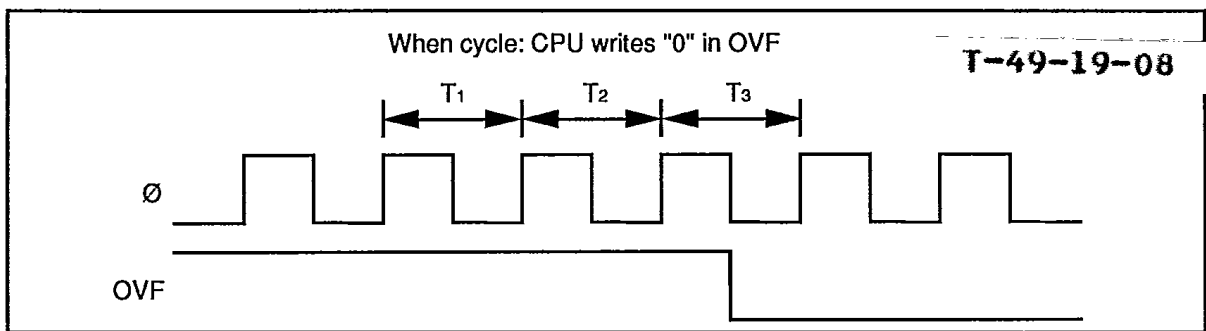 When cycle: CPU writes "0" in OVF
T-49-19-08
T1 T2 T3
Ø
OVF